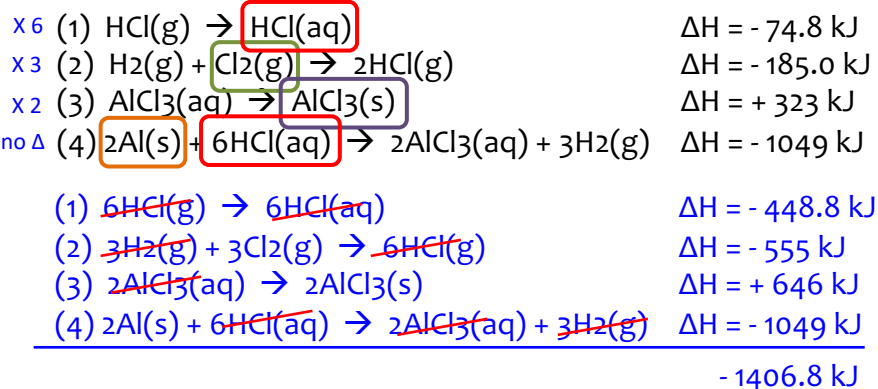 X 6 (1) HCl(g) → HCl(aq) ΔH = - 74.8 kJ
X 3 (2) H2(g) + Cl2(g) → 2HCl(g) ΔH = - 185.0 kJ
X 2 (3) AlCl3(aq) → AlCl3(s) ΔH = + 323 kJ
no Δ (4) 2Al(s) + 6HCl(aq) → 2AlCl3(aq) + 3H2(g) ΔH = - 1049 kJ
(1) 6HCl(g) → 6HCl(aq) ΔH = - 448.8 kJ
(2) 3H2(g) + 3Cl2(g) → 6HCl(g) ΔH = - 555 kJ
(3) 2AlCl3(aq) → 2AlCl3(s) ΔH = + 646 kJ
(4) 2Al(s) + 6HCl(aq) → 2AlCl3(aq) + 3H2(g) ΔH = - 1049 kJ
- 1406.8 kJ